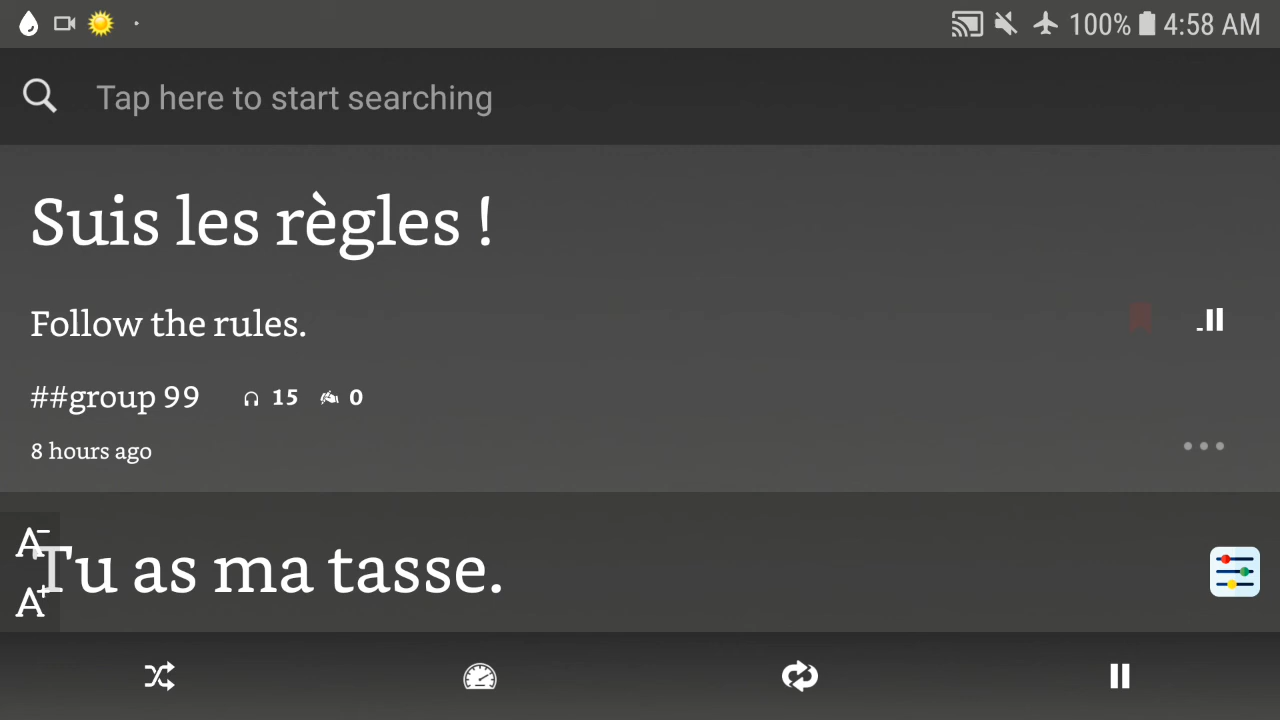 100% 4:58 AM
Tap here to start searching
Suis les règles !
Follow the rules.
##group 99 15 0
8 hours ago
A-
Tu as ma tasse.
A+